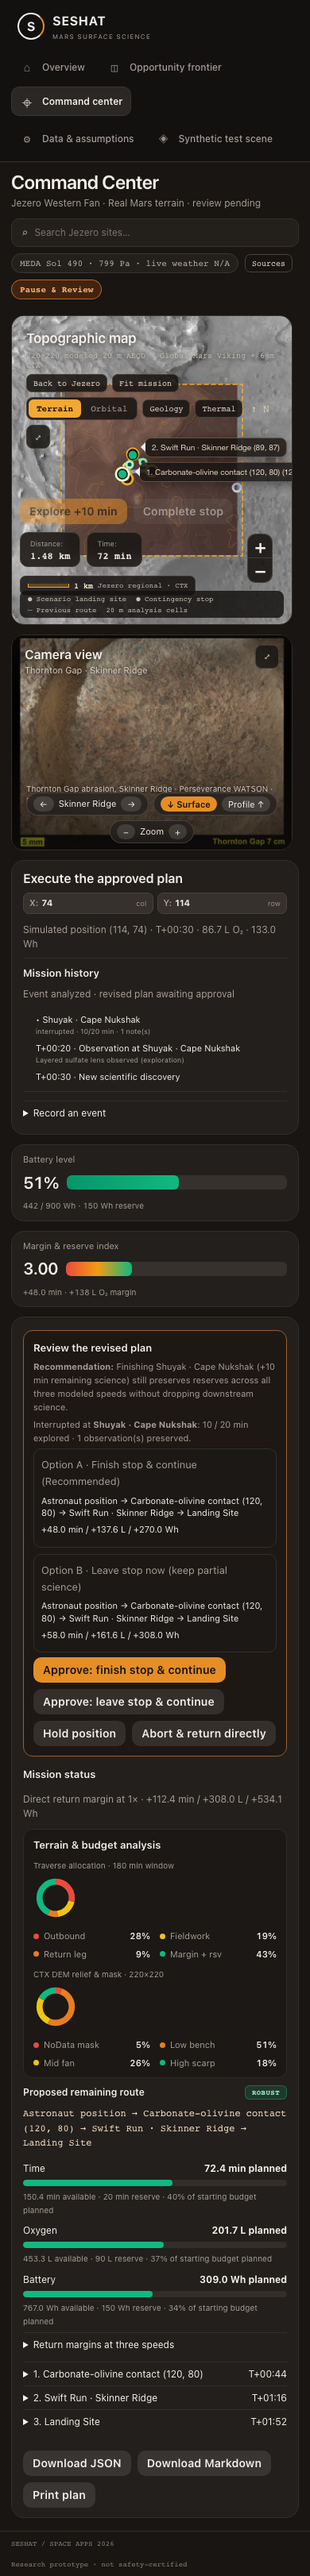 S
SESHAT
MARS SURFACE SCIENCE
Overview
Opportunity frontier
Command center
Data & assumptions
Synthetic test scene
Command Center
Jezero Western Fan · Real Mars terrain · review pending
Search Jezero sites...
MEDA Sol 490 · 799 Pa · live weather N/A
Sources
Pause & Review
Topographic map
Back to Jezero
Fit mission
Terrain
Orbital
Geology
Thermal
↑ N
2. Swift Run · Skinner Ridge (89, 87)
Carbonate-olivine contact (120, 80)
Explore +10 min
Complete stop
Distance:
1.48 km
Time:
72 min
+
−
1 km Jezero regional · CTX
Scenario landing site
Contingency stop
Previous route
20 m analysis cells
Camera view
Thornton Gap · Skinner Ridge
Thornton Gap abrasion, Skinner Ridge · Perseverance WATSON ·
← Skinner Ridge →
↓ Surface
Profile ↑
− Zoom +
5 mm
Thornton Gap 7 cm
Execute the approved plan
X: 74 col
Y: 114 row
Simulated position (114, 74) · T+00:30 · 86.7 L O₂ · 133.0
Wh
Mission history
Event analyzed · revised plan awaiting approval
• Shuyak · Cape Nukshak
interrupted · 10/20 min · 1 note(s)
T+00:20 · Observation at Shuyak · Cape Nukshak
Layered sulfate lens observed (exploration)
T+00:30 · New scientific discovery
▶ Record an event
Battery level
51%
442 / 900 Wh · 150 Wh reserve
Margin & reserve index
3.00
+48.0 min · +138 L O₂ margin
Review the revised plan
Recommendation: Finishing Shuyak · Cape Nukshak (+10
min remaining science) still preserves reserves across all
three modeled speeds without dropping downstream
science.
Interrupted at Shuyak · Cape Nukshak: 10 / 20 min
explored · 1 observation(s) preserved.
Option A · Finish stop & continue
(Recommended)
Astronaut position → Carbonate-olivine contact (120,
80) → Swift Run · Skinner Ridge → Landing Site
+48.0 min / +137.6 L / +270.0 Wh
Option B · Leave stop now (keep partial
science)
Astronaut position → Carbonate-olivine contact (120,
80) → Swift Run · Skinner Ridge → Landing Site
+58.0 min / +161.6 L / +308.0 Wh
Approve: finish stop & continue
Approve: leave stop & continue
Hold position
Abort & return directly
Mission status
Direct return margin at 1× · +112.4 min / +308.0 L / +534.1
Wh
Terrain & budget analysis
Traverse allocation · 180 min window
Outbound 28%
Fieldwork 19%
Return leg 9%
Margin + rsv 43%
CTX DEM relief & mask · 220×220
NoData mask 5%
Low bench 51%
Mid fan 26%
High scarp 18%
Proposed remaining route
ROBUST
Astronaut position → Carbonate-olivine contact
(120, 80) → Swift Run · Skinner Ridge →
Landing Site
Time 72.4 min planned
150.4 min available · 20 min reserve · 40% of starting budget
planned
Oxygen 201.7 L planned
453.3 L available · 90 L reserve · 37% of starting budget planned
Battery 309.0 Wh planned
767.0 Wh available · 150 Wh reserve · 34% of starting budget
planned
▶ Return margins at three speeds
▶ 1. Carbonate-olivine contact (120, 80) T+00:44
▶ 2. Swift Run · Skinner Ridge T+01:16
▶ 3. Landing Site T+01:52
Download JSON
Download Markdown
Print plan
SESHAT / SPACE APPS 2026
Research prototype · not safety-certified